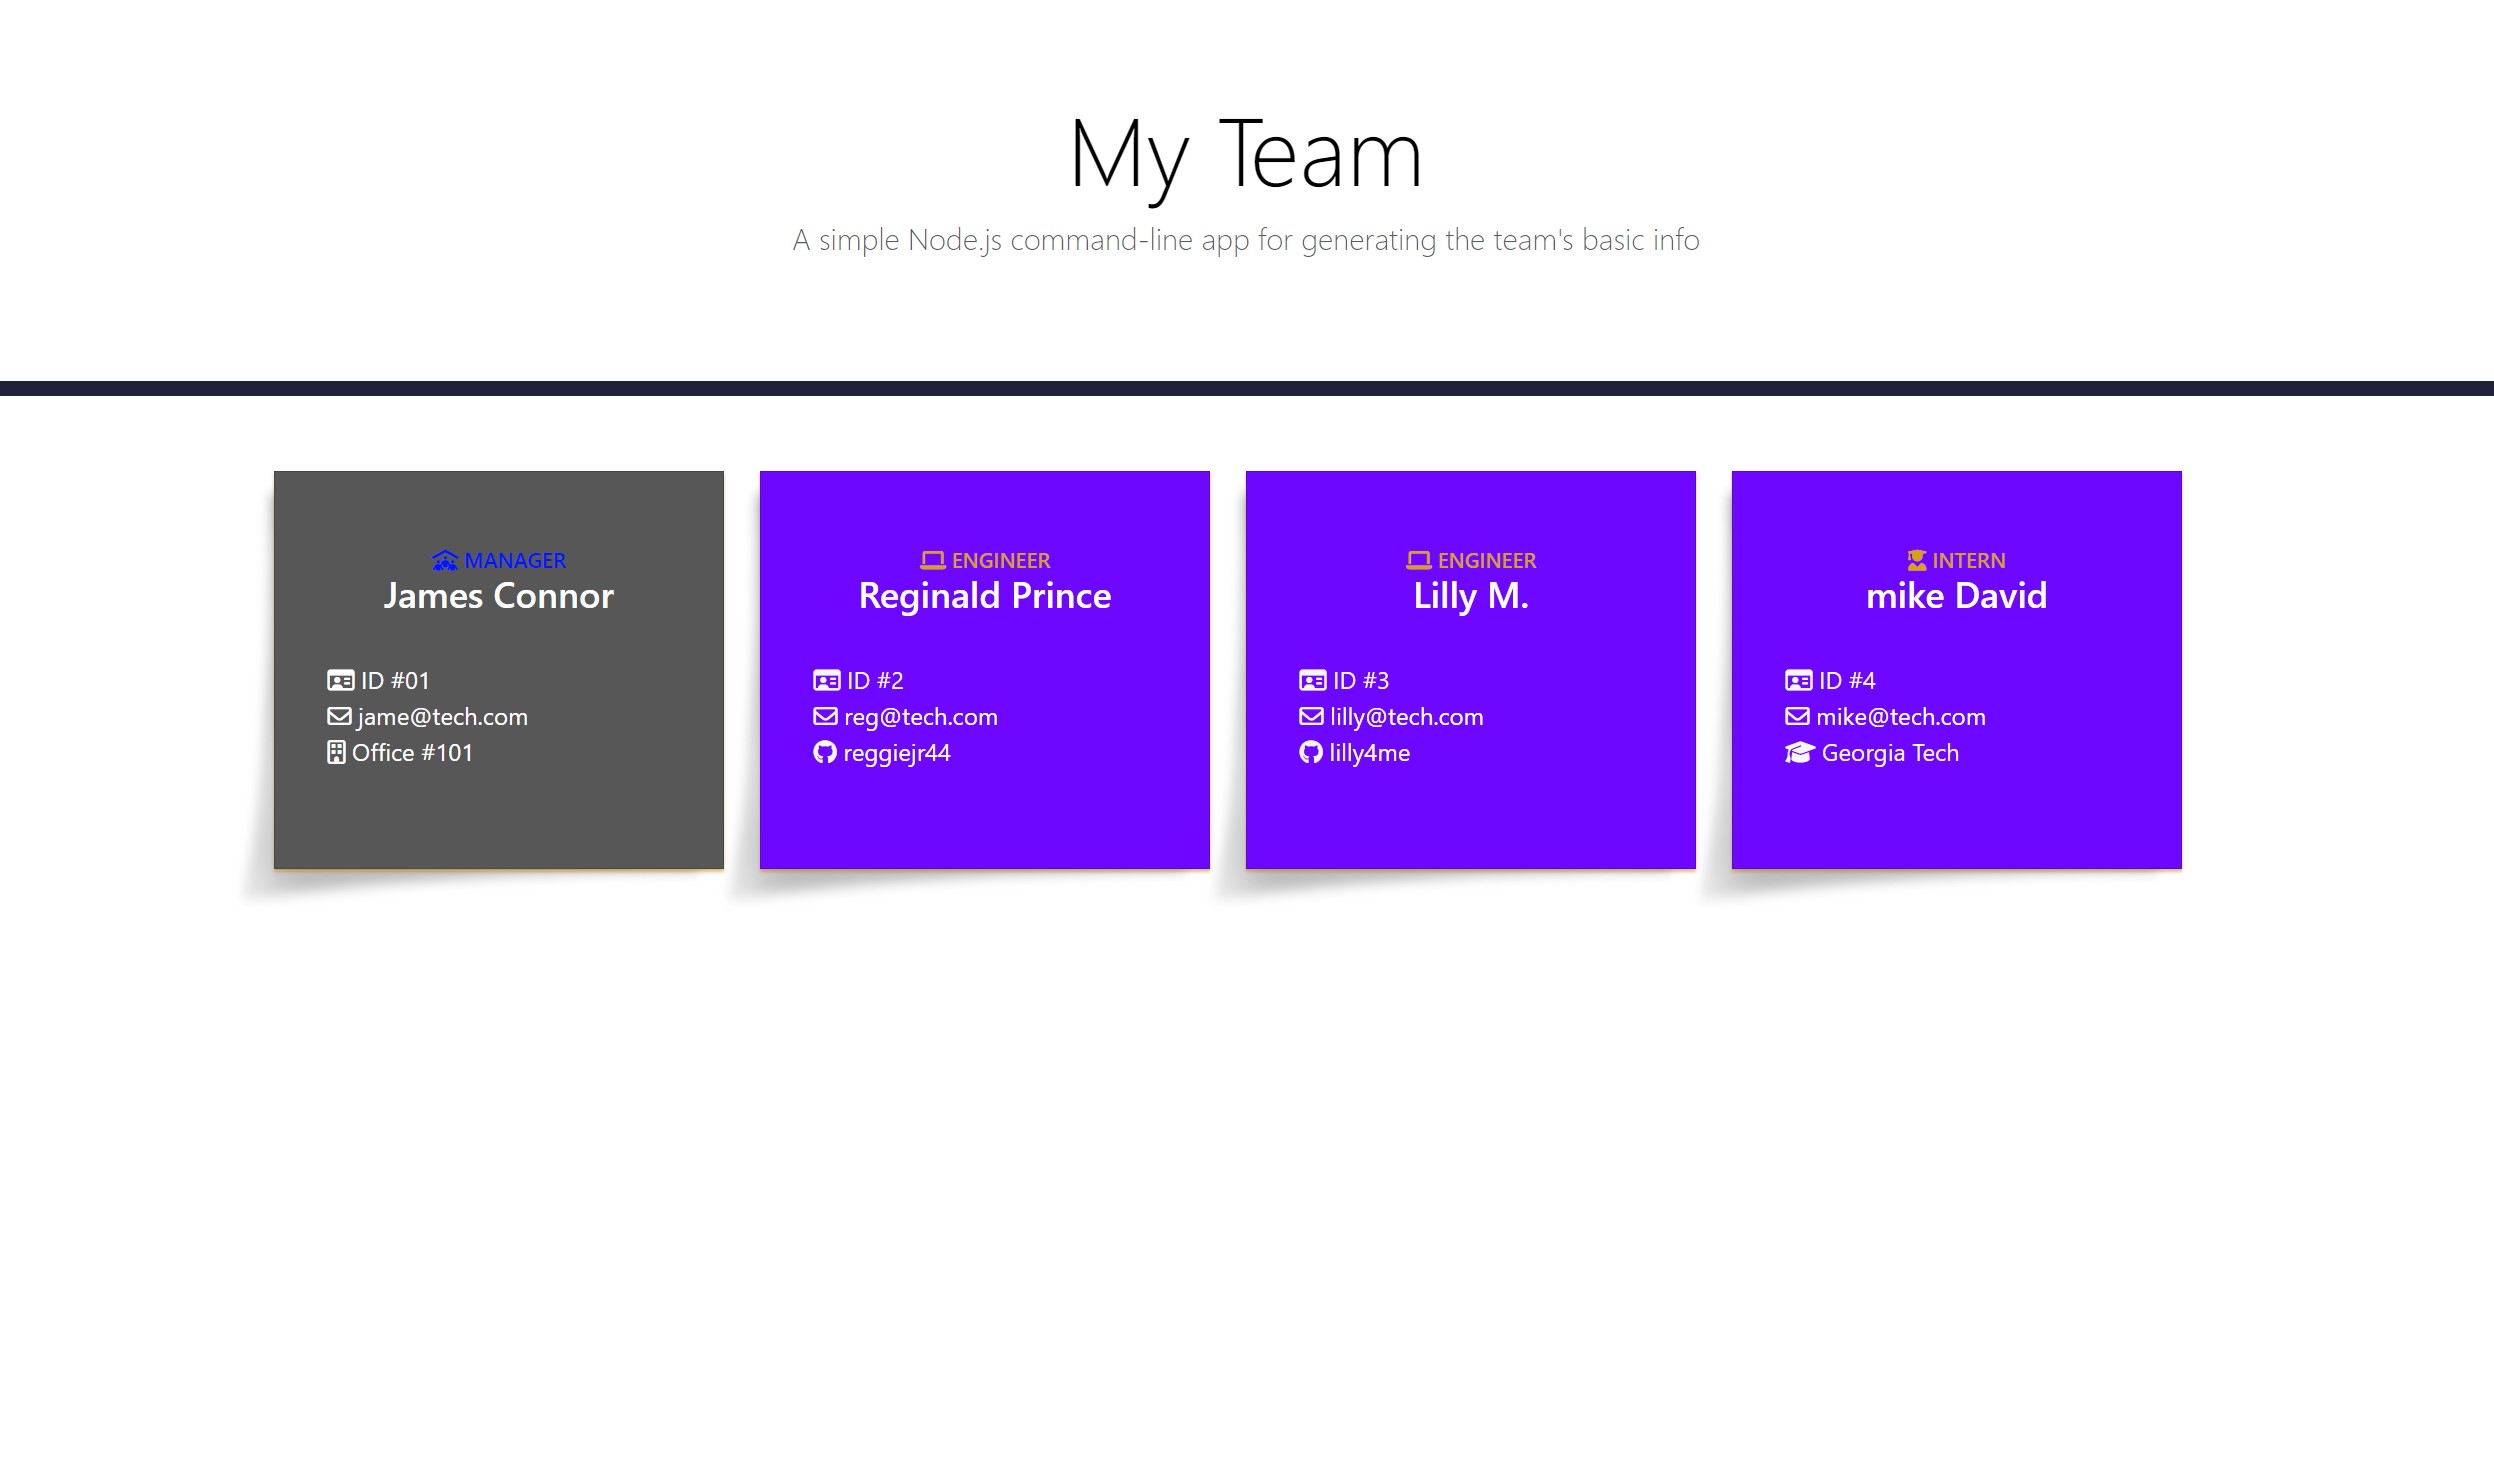 My Team
A simple Node.js command-line app for generating the team's basic info
MANAGER
James Connor
ID #01
jame@tech.com
Office #101
ENGINEER
Reginald Prince
ID #2
reg@tech.com
reggiejr44
ENGINEER
Lilly M.
ID #3
lilly@tech.com
lilly4me
INTERN
mike David
ID #4
mike@tech.com
Georgia Tech